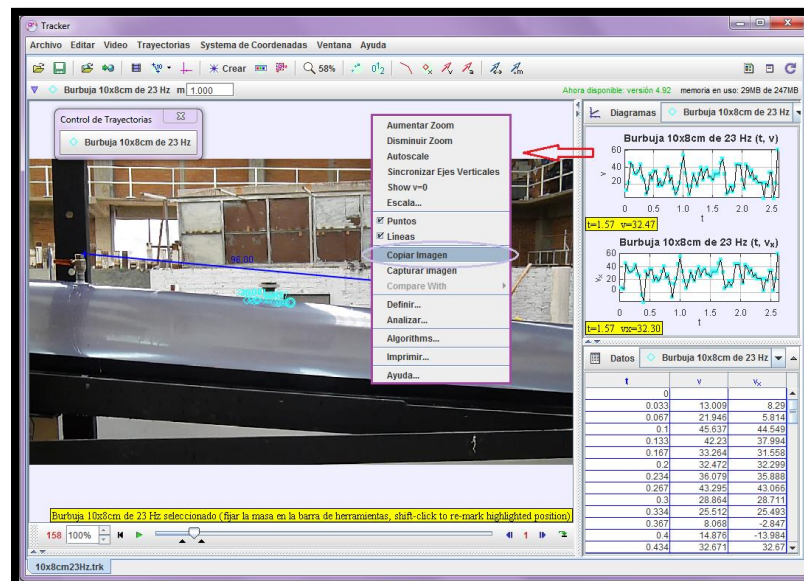 Tracker
Archivo Editar Video Trayectorias Sistema de Coordenadas Ventana Ayuda
Crear 58%
Burbuja 10x8cm de 23 Hz m 1.000
Ahora disponible: versión 4.92 memoria en uso: 29MB de 247MB
Control de Trayectorias
Burbuja 10x8cm de 23 Hz
96.00
Aumentar Zoom
Disminuir Zoom
Autoscale
Sincronizar Ejes Verticales
Show v=0
Escala...
Puntos
Líneas
Copiar Imagen
Capturar imagen
Compare With
Definir...
Analizar...
Algorithms...
Imprimir...
Ayuda...
Diagramas Burbuja 10x8cm de 23 Hz
Burbuja 10x8cm de 23 Hz (t, v)
60
40
20
v
0 0.5 1.0 1.5 2.0 2.5
t
t=1.57 v=32.47
Burbuja 10x8cm de 23 Hz (t, vx)
60
40
20
0
vx
0 0.5 1.0 1.5 2.0 2.5
t
t=1.57 vx=32.30
Datos Burbuja 10x8cm de 23 Hz
t v vx
0
0.033 13.009 8.29
0.067 21.946 5.814
0.1 45.637 44.549
0.133 42.23 37.994
0.167 33.264 31.558
0.2 32.472 32.299
0.234 36.079 35.888
0.267 43.295 43.066
0.3 28.864 28.711
0.334 25.512 25.493
0.367 8.068 -2.847
0.4 14.876 -13.984
0.434 32.671 32.67
Burbuja 10x8cm de 23 Hz seleccionado (fijar la masa en la barra de herramientas, shift-click to re-mark highlighted position)
158 100% 1
10x8cm23Hz.trk